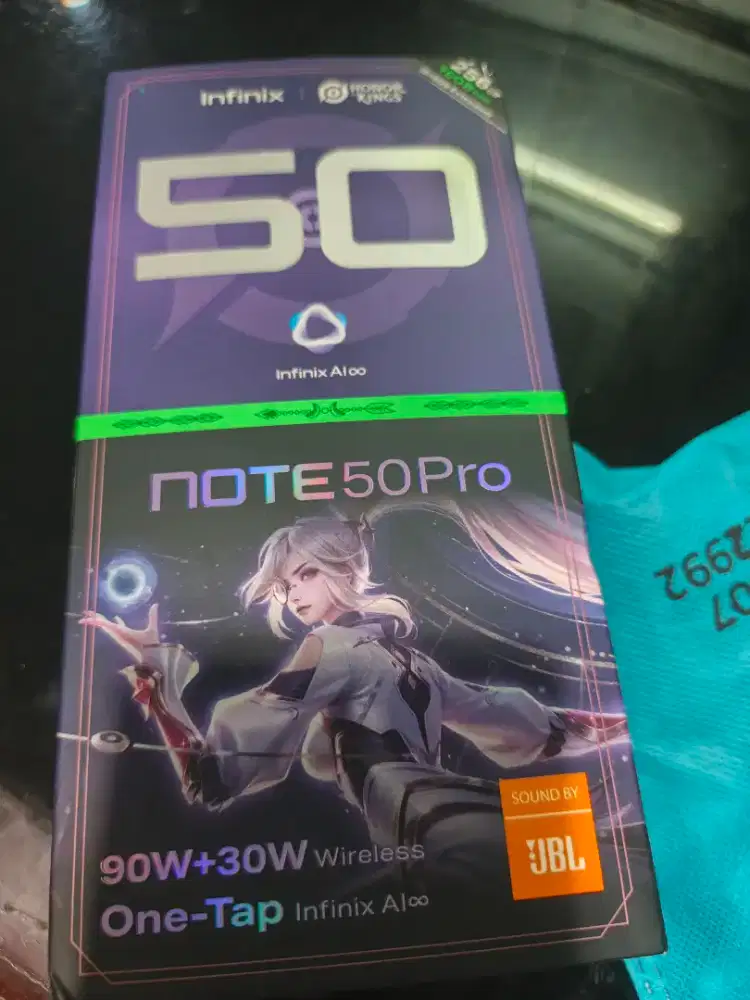 Infinix | HONOR OF KINGS
50
Infinix AI∞
NOTE 50 Pro
90W+30W Wireless
One-Tap Infinix AI∞
SOUND BY
JBL
2992
07